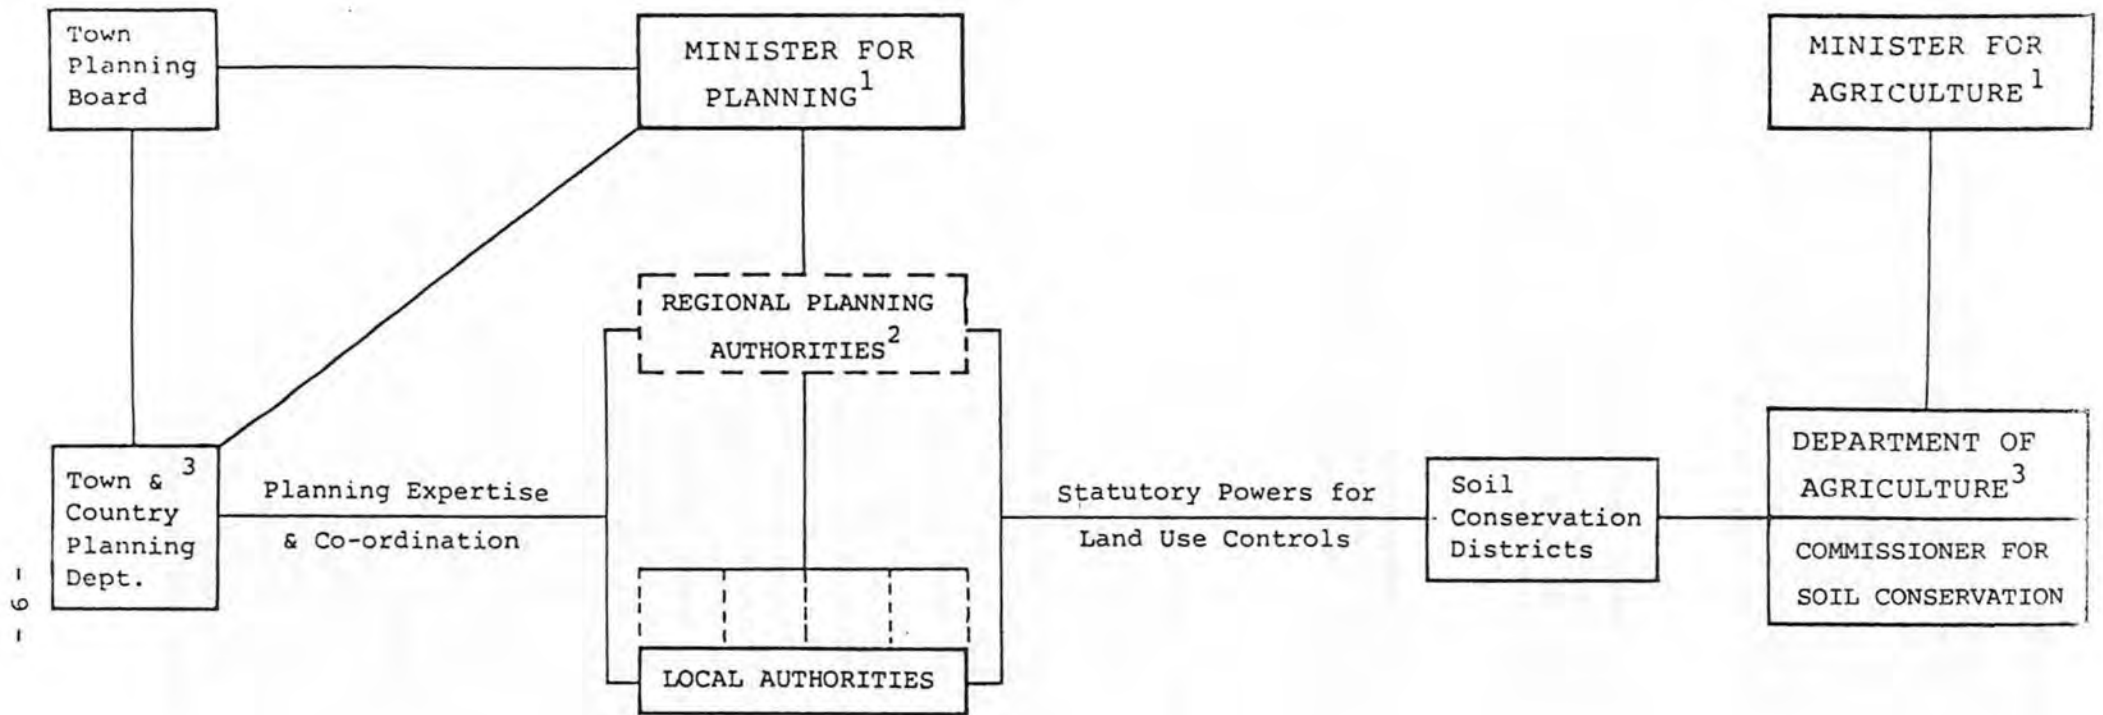 Town
Planning
Board
MINISTER FOR
PLANNING1
MINISTER FOR
AGRICULTURE1
REGIONAL PLANNING
AUTHORITIES2
Town & 3
Country
Planning
Dept.
Planning Expertise
& Co-ordination
Statutory Powers for
Land Use Controls
Soil
Conservation
Districts
DEPARTMENT OF
AGRICULTURE3
COMMISSIONER FOR
SOIL CONSERVATION
LOCAL AUTHORITIES
- 9 -